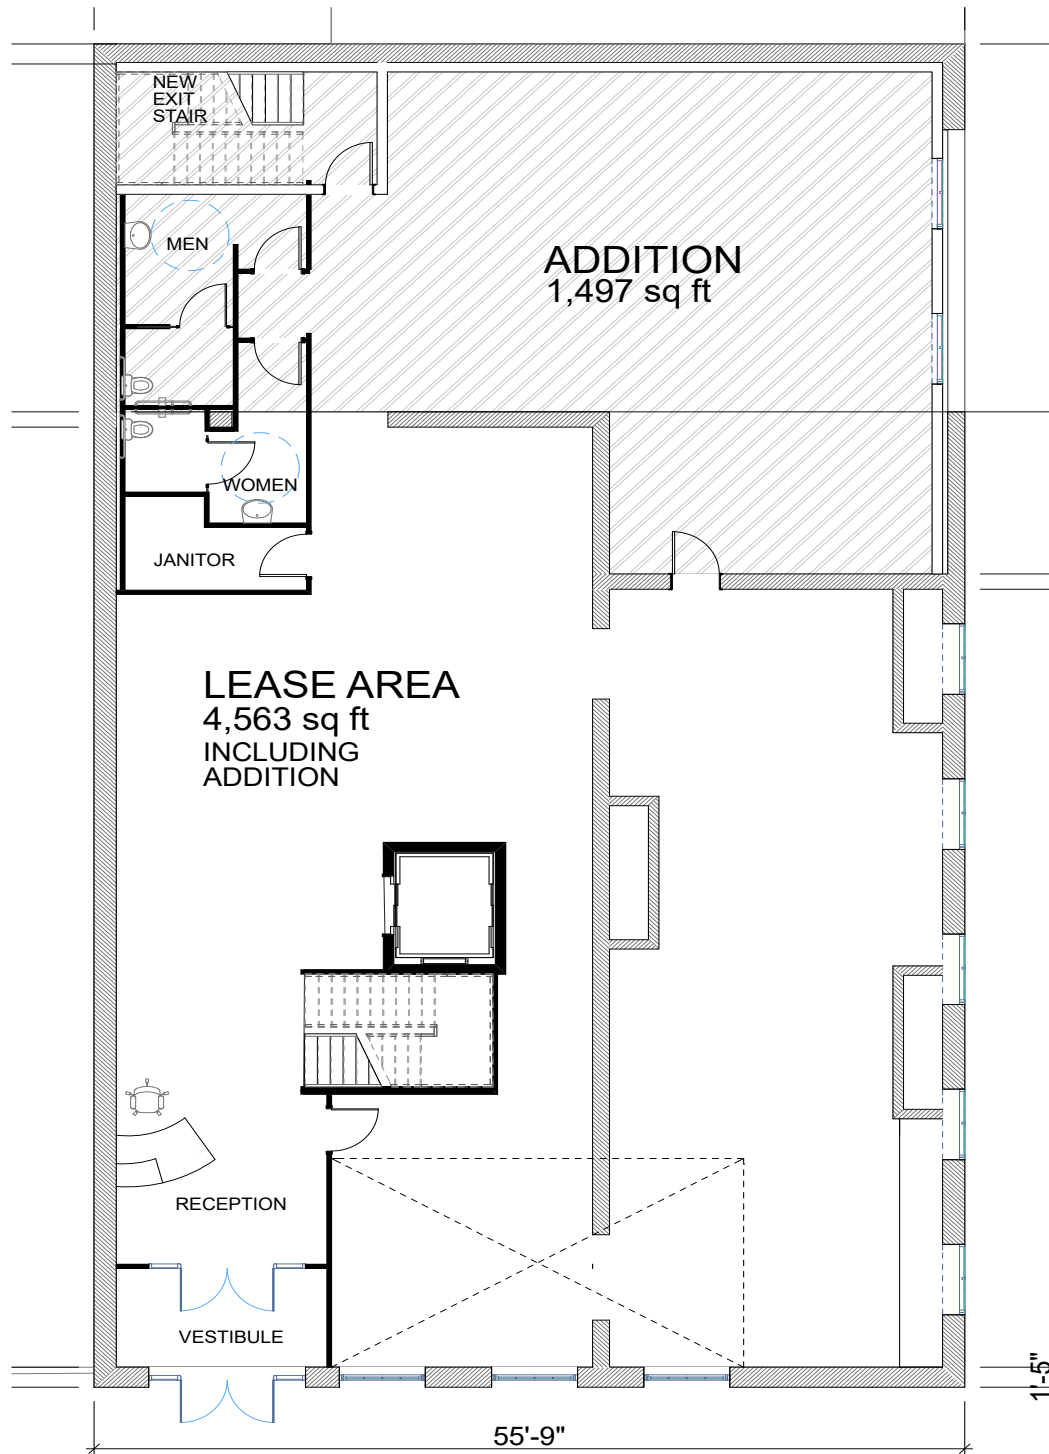 NEW
EXIT
STAIR
MEN
ADDITION
1,497 sq ft
WOMEN
JANITOR
LEASE AREA
4,563 sq ft
INCLUDING
ADDITION
RECEPTION
VESTIBULE
1'-5"
55'-9"